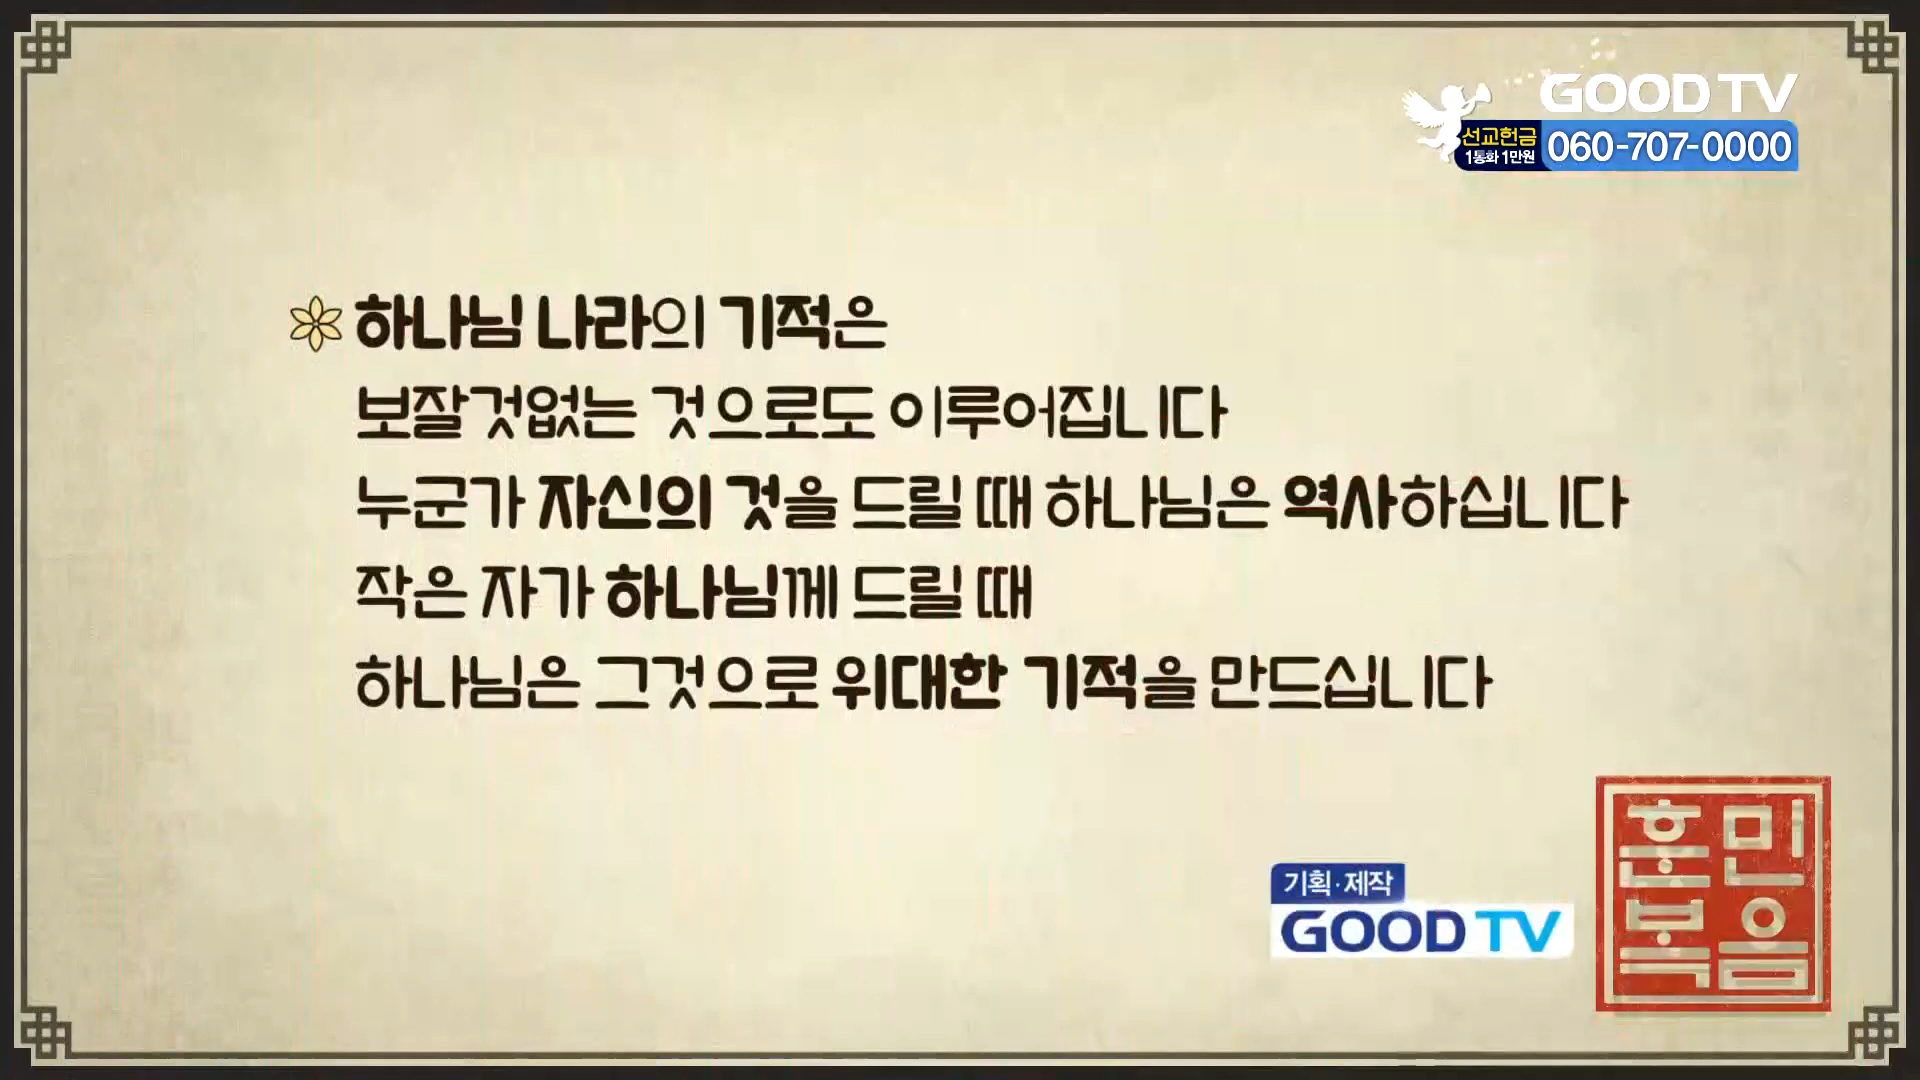 GOOD TV
선교헌금
1통화 1만원
060-707-0000
하나님 나라의 기적은
보잘것없는 것으로도 이루어집니다
누군가 자신의 것을 드릴 때 하나님은 역사하십니다
작은 자가 하나님께 드릴 때
하나님은 그것으로 위대한 기적을 만드십니다
기획·제작
GOOD TV
훈민
복음